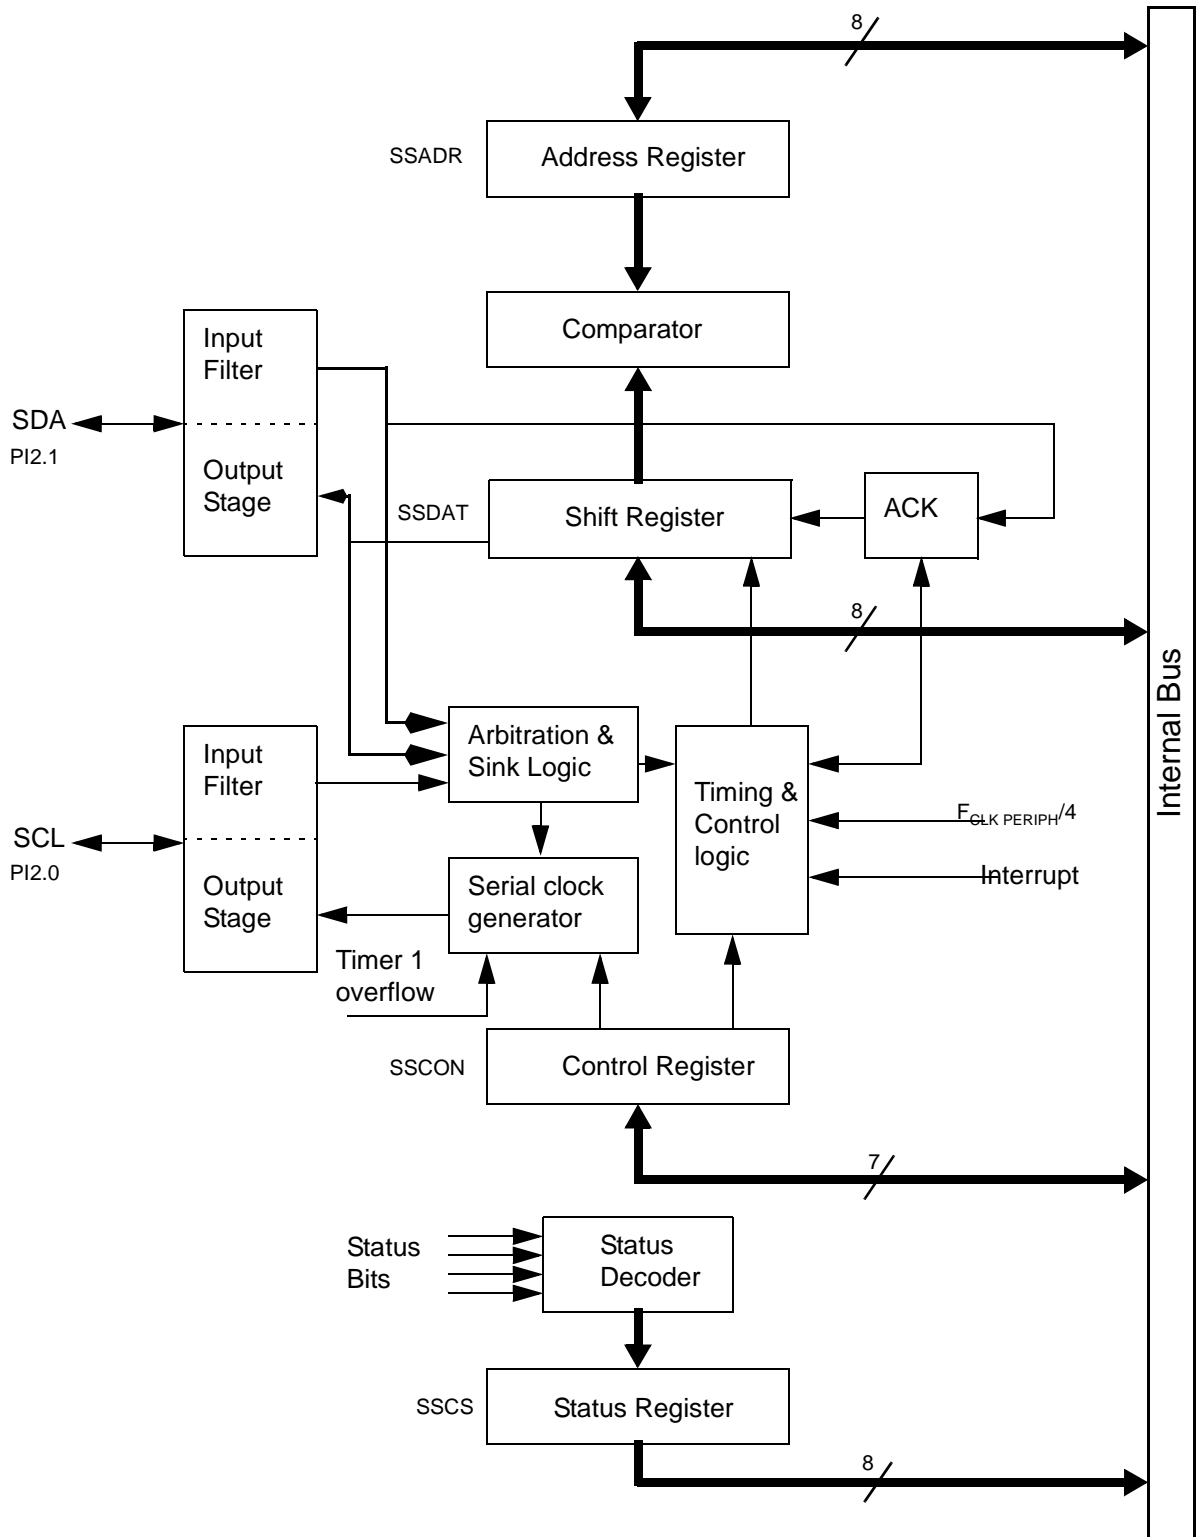 8
SSADR
Address Register
Comparator
Input
Filter
SDA
PI2.1
Output
Stage
SSDAT
Shift Register
ACK
8
Internal Bus
Input
Filter
Arbitration &
Sink Logic
Timing &
Control
logic
FCLK PERIPH/4
SCL
PI2.0
Interrupt
Output
Stage
Serial clock
generator
Timer 1
overflow
SSCON
Control Register
7
Status
Bits
Status
Decoder
SSCS
Status Register
8